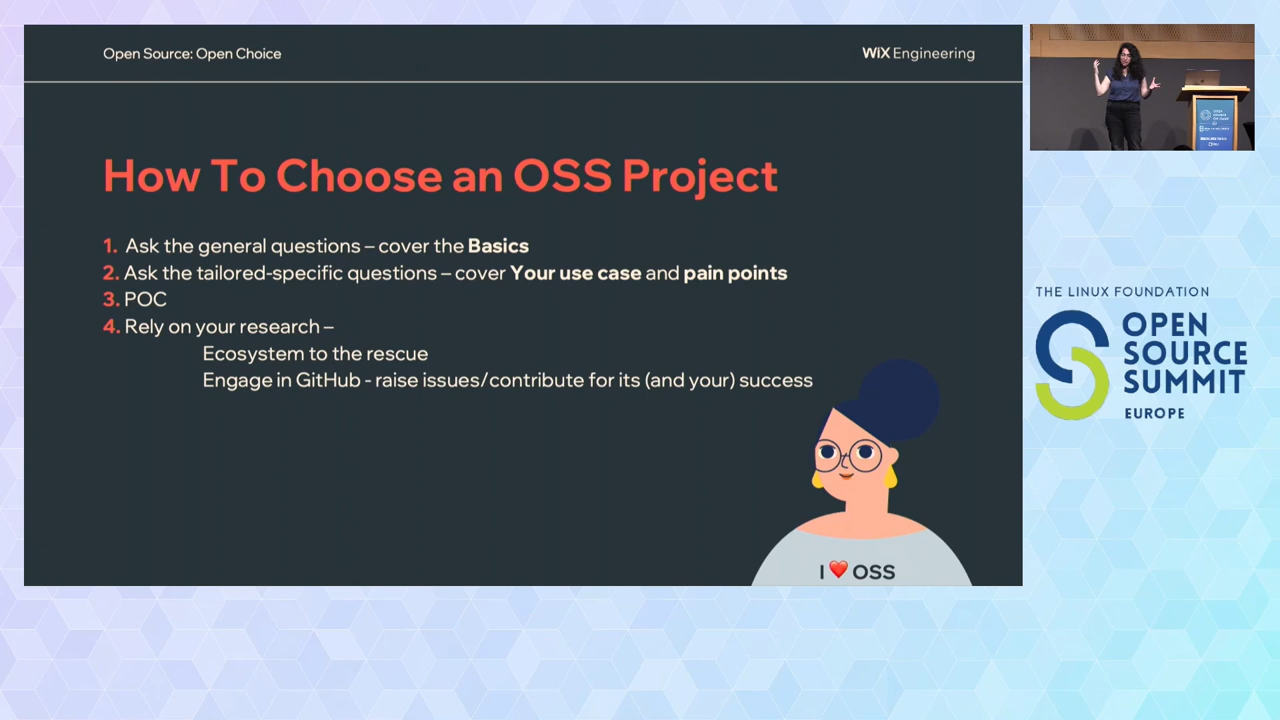 Open Source: Open Choice
WiX Engineering
How To Choose an OSS Project
1. Ask the general questions – cover the Basics
2. Ask the tailored-specific questions – cover Your use case and pain points
3. POC
4. Rely on your research –
Ecosystem to the rescue
Engage in GitHub - raise issues/contribute for its (and your) success
I ❤️ OSS
THE LINUX FOUNDATION
OPEN
SOURCE
SUMMIT
EUROPE